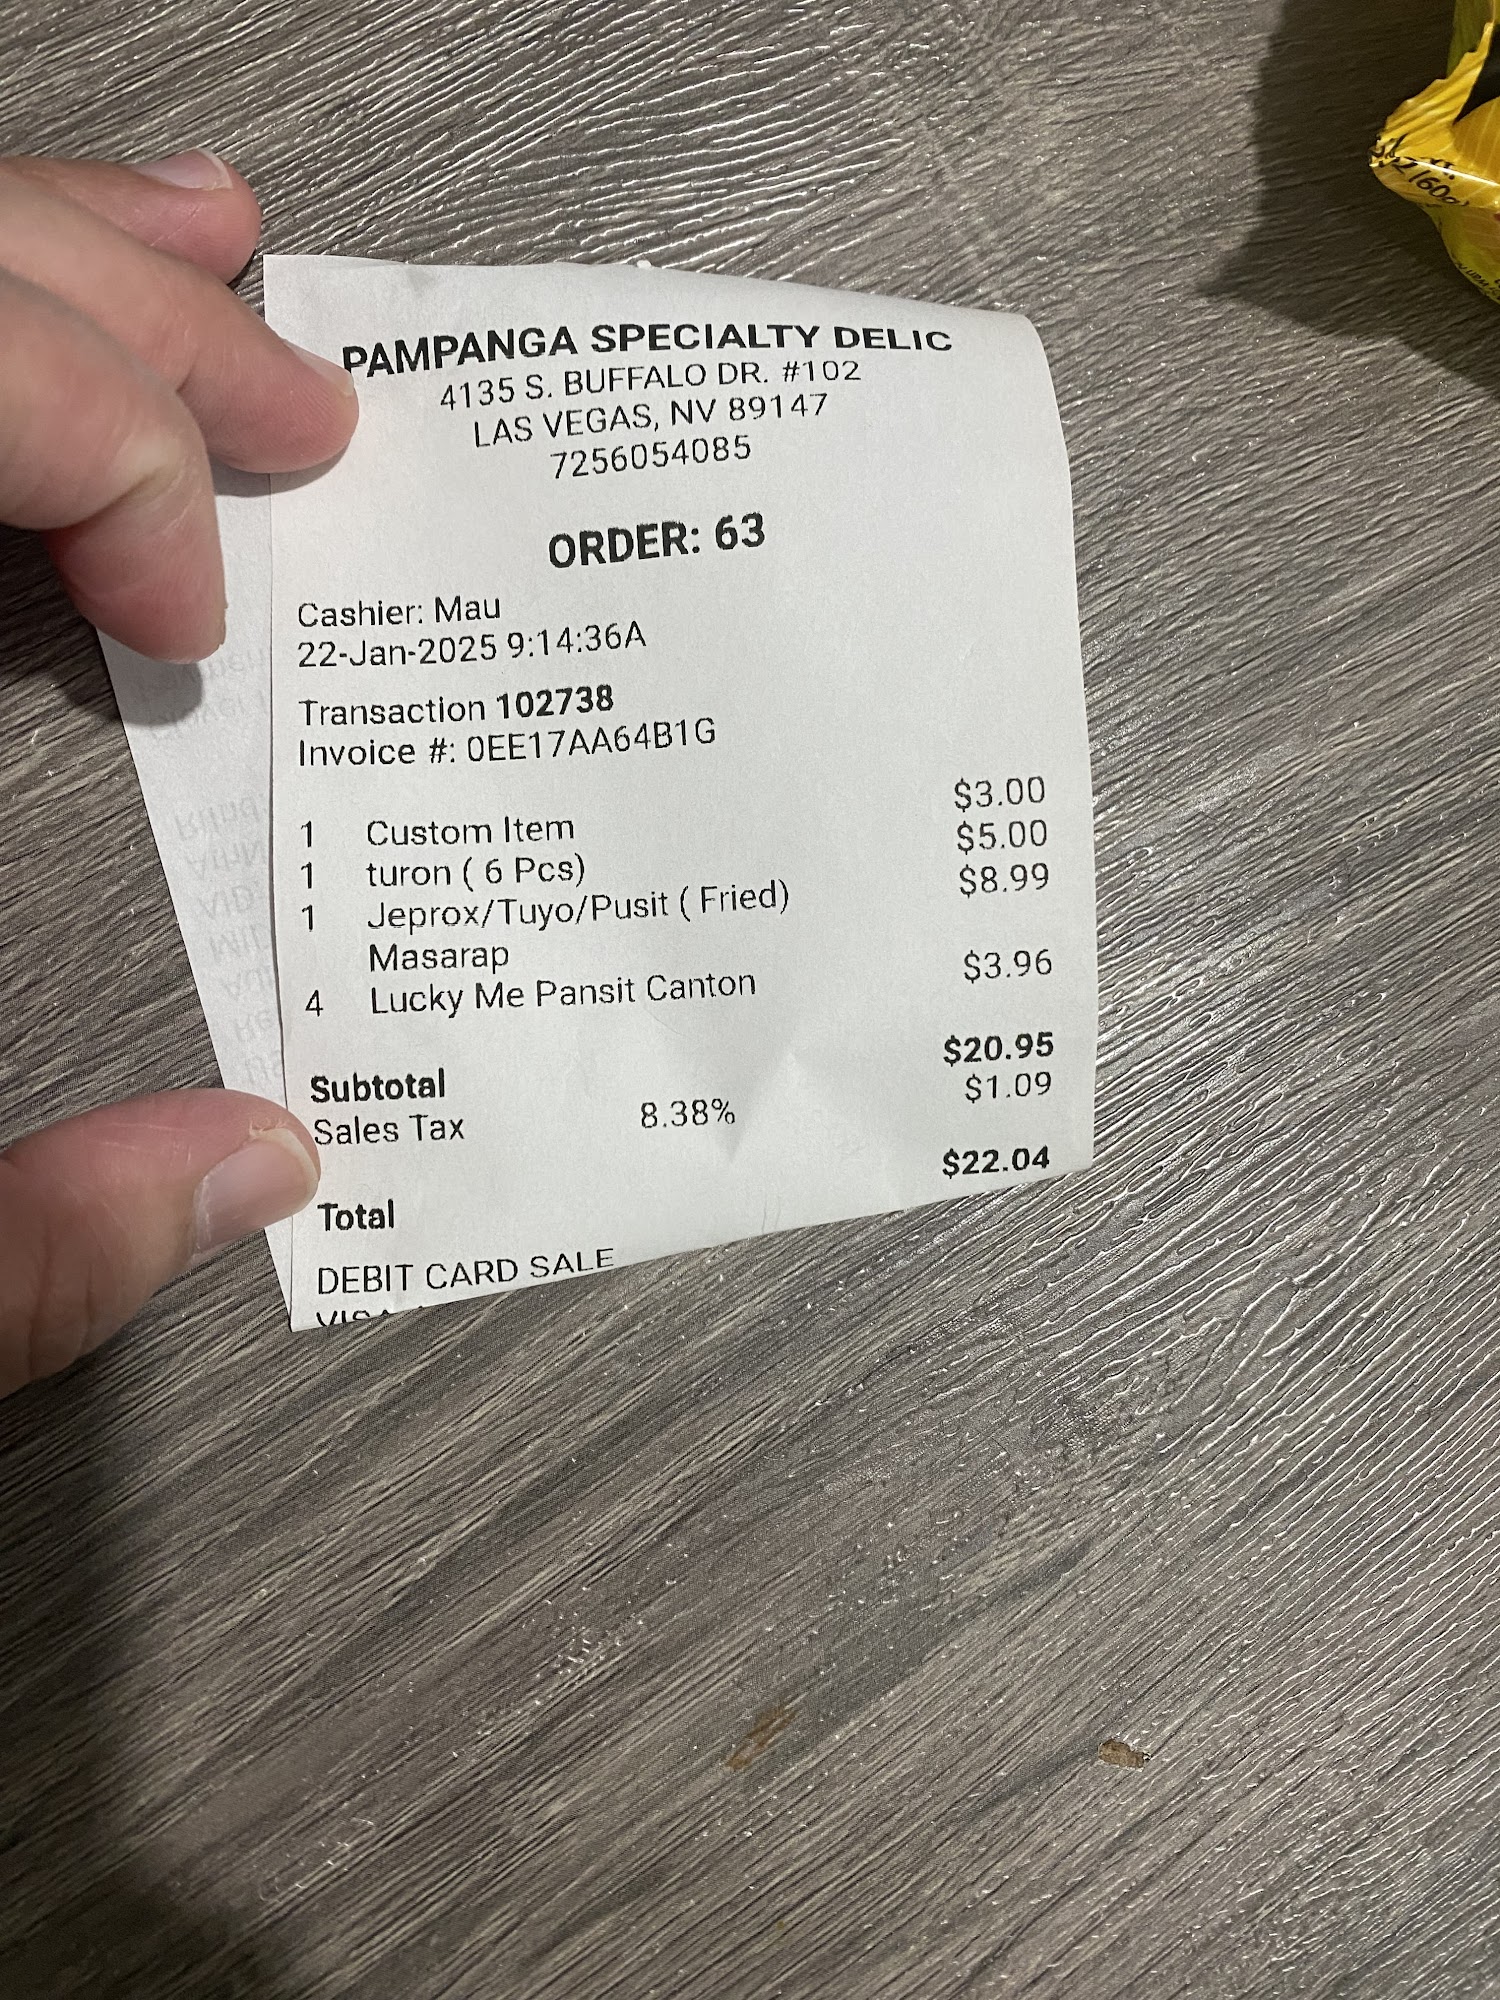 PAMPANGA SPECIALTY DELIC
4135 S. BUFFALO DR. #102
LAS VEGAS, NV 89147
7256054085
ORDER: 63
Cashier: Mau
22-Jan-2025 9:14:36A
Transaction 102738
Invoice #: 0EE17AA64B1G
1 Custom Item $3.00
1 turon ( 6 Pcs) $5.00
1 Jeprox/Tuyo/Pusit ( Fried) $8.99
Masarap
4 Lucky Me Pansit Canton $3.96
Subtotal $20.95
Sales Tax 8.38% $1.09
Total $22.04
DEBIT CARD SALE
VISA